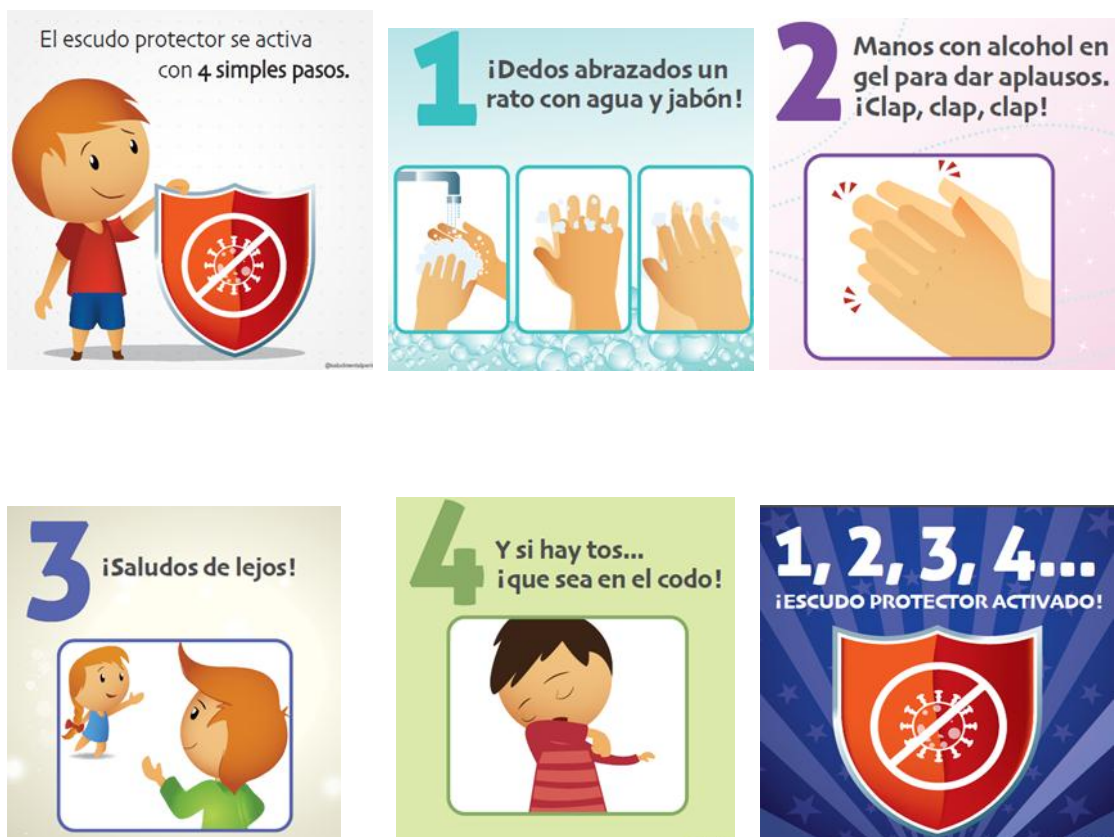 El escudo protector se activa
con 4 simples pasos.
1
¡Dedos abrazados un
rato con agua y jabón!
2
Manos con alcohol en
gel para dar aplausos.
¡Clap, clap, clap!
3
¡Saludos de lejos!
4
Y si hay tos...
¡que sea en el codo!
1, 2, 3, 4...
¡ESCUDO PROTECTOR ACTIVADO!